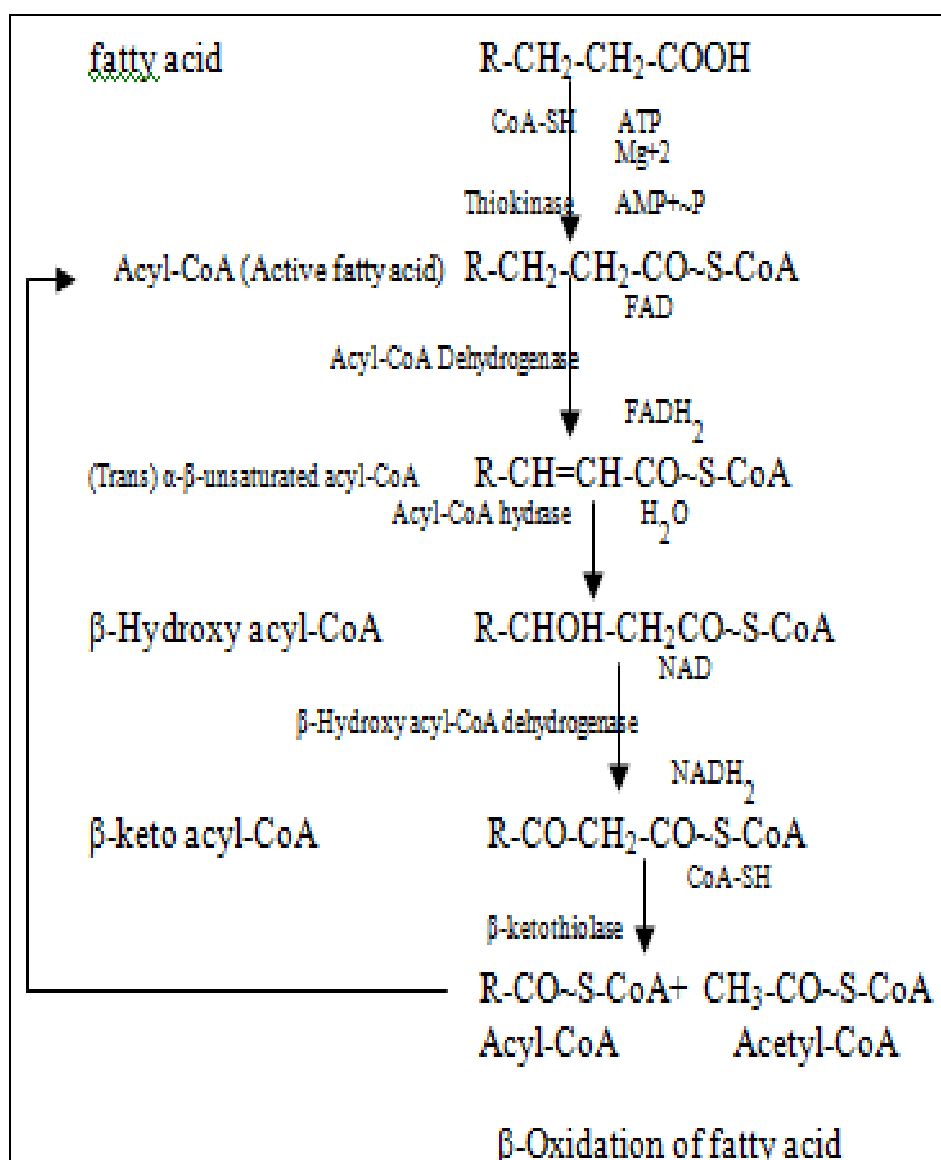 fatty acid R-CH₂-CH₂-COOH
CoA-SH ATP
Mg+2
Thiokinase AMP+~P
Acyl-CoA (Active fatty acid) R-CH₂-CH₂-CO~S-CoA
FAD
Acyl-CoA Dehydrogenase
FADH₂
(Trans) α-β-unsaturated acyl-CoA R-CH=CH-CO~S-CoA
Acyl-CoA hydrase H₂O
β-Hydroxy acyl-CoA R-CHOH-CH₂CO~S-CoA
NAD
β-Hydroxy acyl-CoA dehydrogenase
NADH₂
β-keto acyl-CoA R-CO-CH₂-CO~S-CoA
CoA-SH
β-ketothiolase
R-CO~S-CoA+ CH₃-CO~S-CoA
Acyl-CoA Acetyl-CoA
β-Oxidation of fatty acid